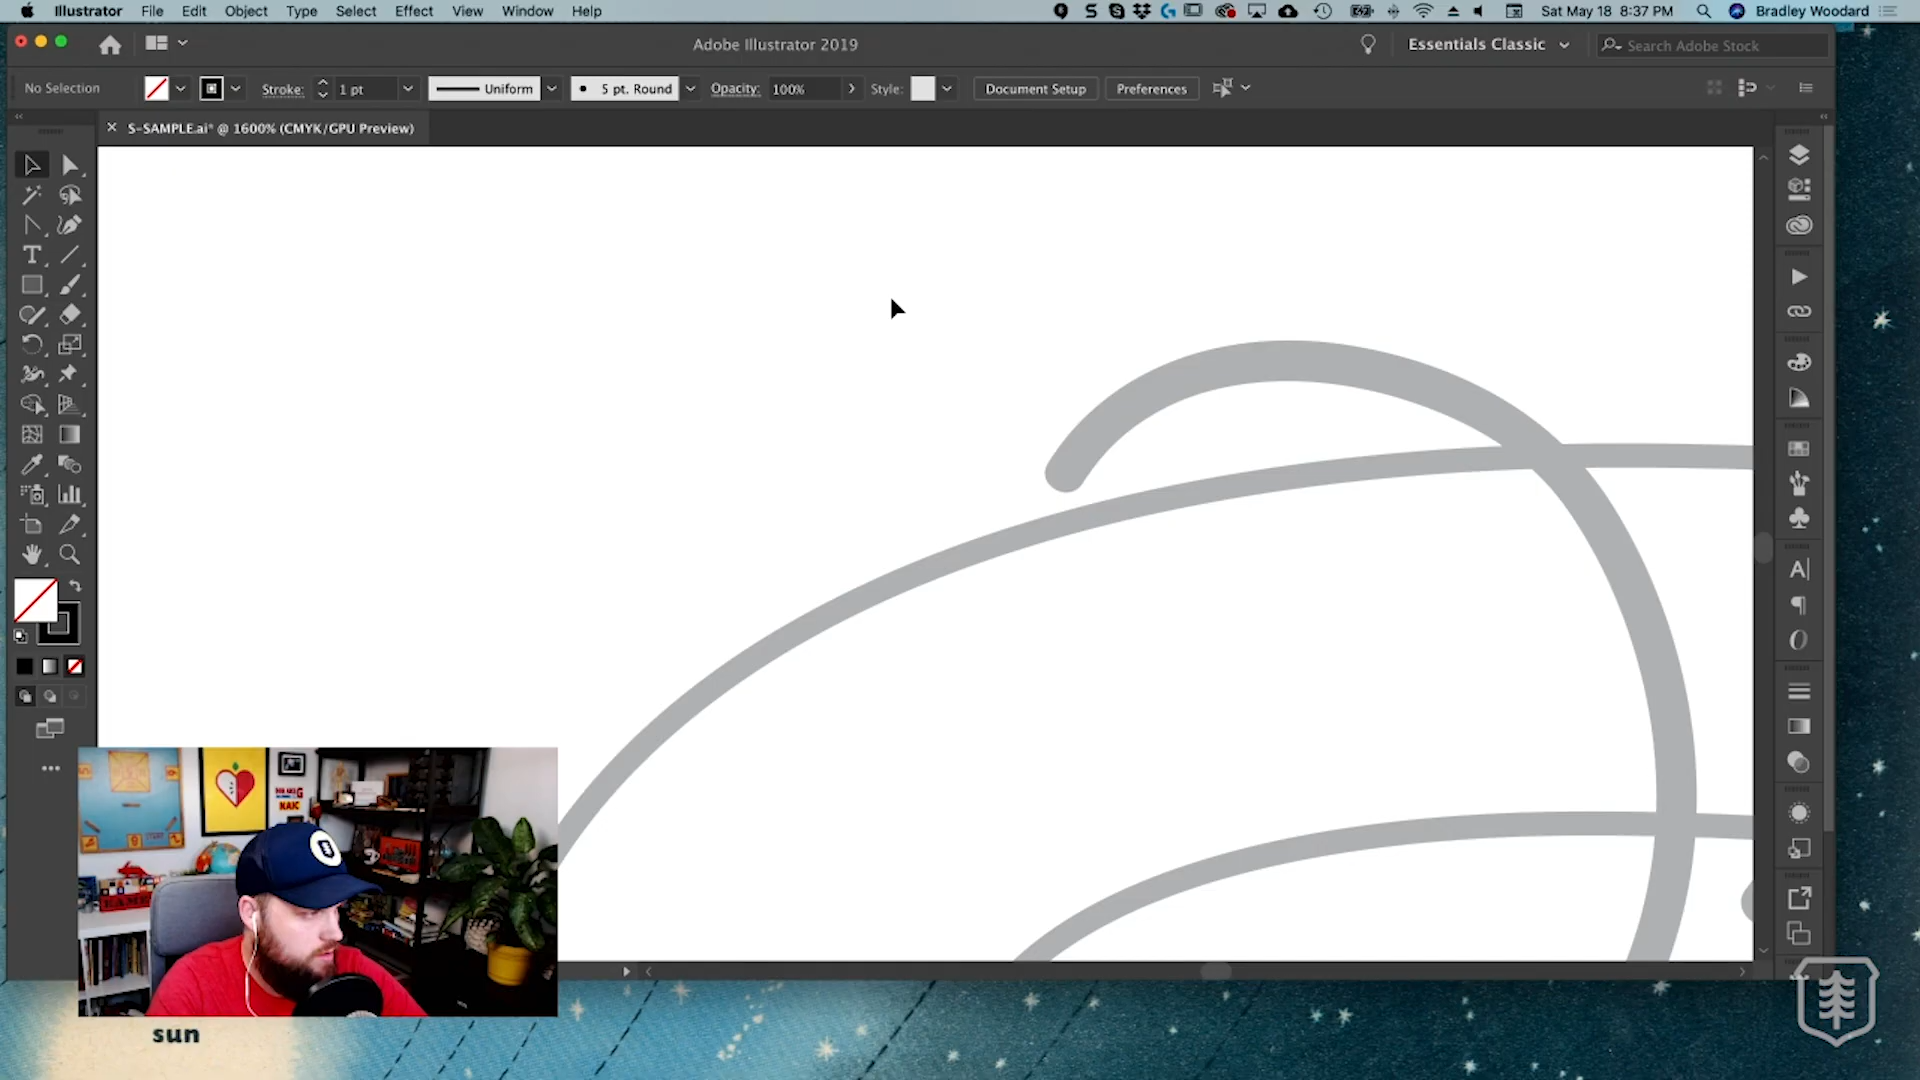 Illustrator File Edit Object Type Select Effect View Window Help
Sat May 18 8:37 PM Bradley Woodard
Adobe Illustrator 2019
Essentials Classic
Search Adobe Stock
No Selection
Stroke: 1 pt
Uniform
5 pt. Round
Opacity: 100%
Style:
Document Setup
Preferences
S-SAMPLE.ai* @ 1600% (CMYK/GPU Preview)
sun